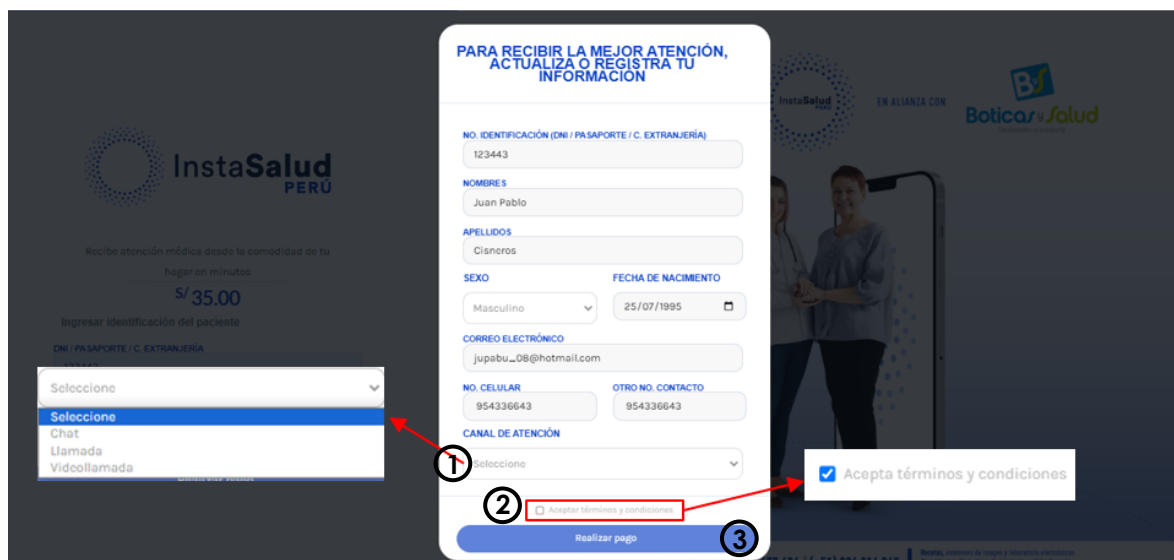 PARA RECIBIR LA MEJOR ATENCIÓN,
ACTUALIZA O REGISTRA TU
INFORMACIÓN
InstaSalud
PERÚ
EN ALIANZA CON
ByS
Boticas y Salud
InstaSalud
PERÚ
Recibe atención médica desde la comodidad de tu
hogar en minutos
S/ 35.00
Ingresar identificación del paciente
DNI / PASAPORTE / C. EXTRANJERÍA
123443
Seleccione
Seleccione
Chat
Llamada
Videollamada
NO. IDENTIFICACIÓN (DNI / PASAPORTE / C. EXTRANJERÍA)
123443
NOMBRES
Juan Pablo
APELLIDOS
Cisneros
SEXO
FECHA DE NACIMIENTO
Masculino
25/07/1995
CORREO ELECTRÓNICO
jupabu_08@hotmail.com
NO. CELULAR
OTRO NO. CONTACTO
954336643
954336643
CANAL DE ATENCIÓN
1
Seleccione
2
Aceptar términos y condiciones
Acepta términos y condiciones
Realizar pago
3